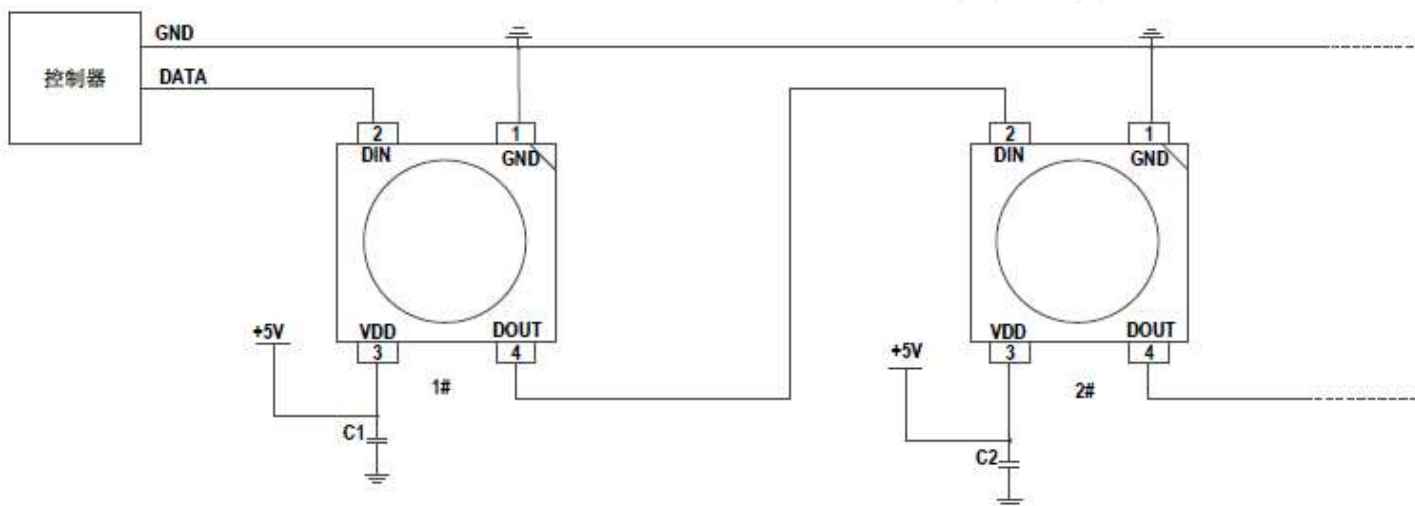 GND
控制器
DATA
2
1
DIN
GND
VDD
DOUT
3
4
+5V
1#
C1
2
1
DIN
GND
VDD
DOUT
3
4
+5V
2#
C2